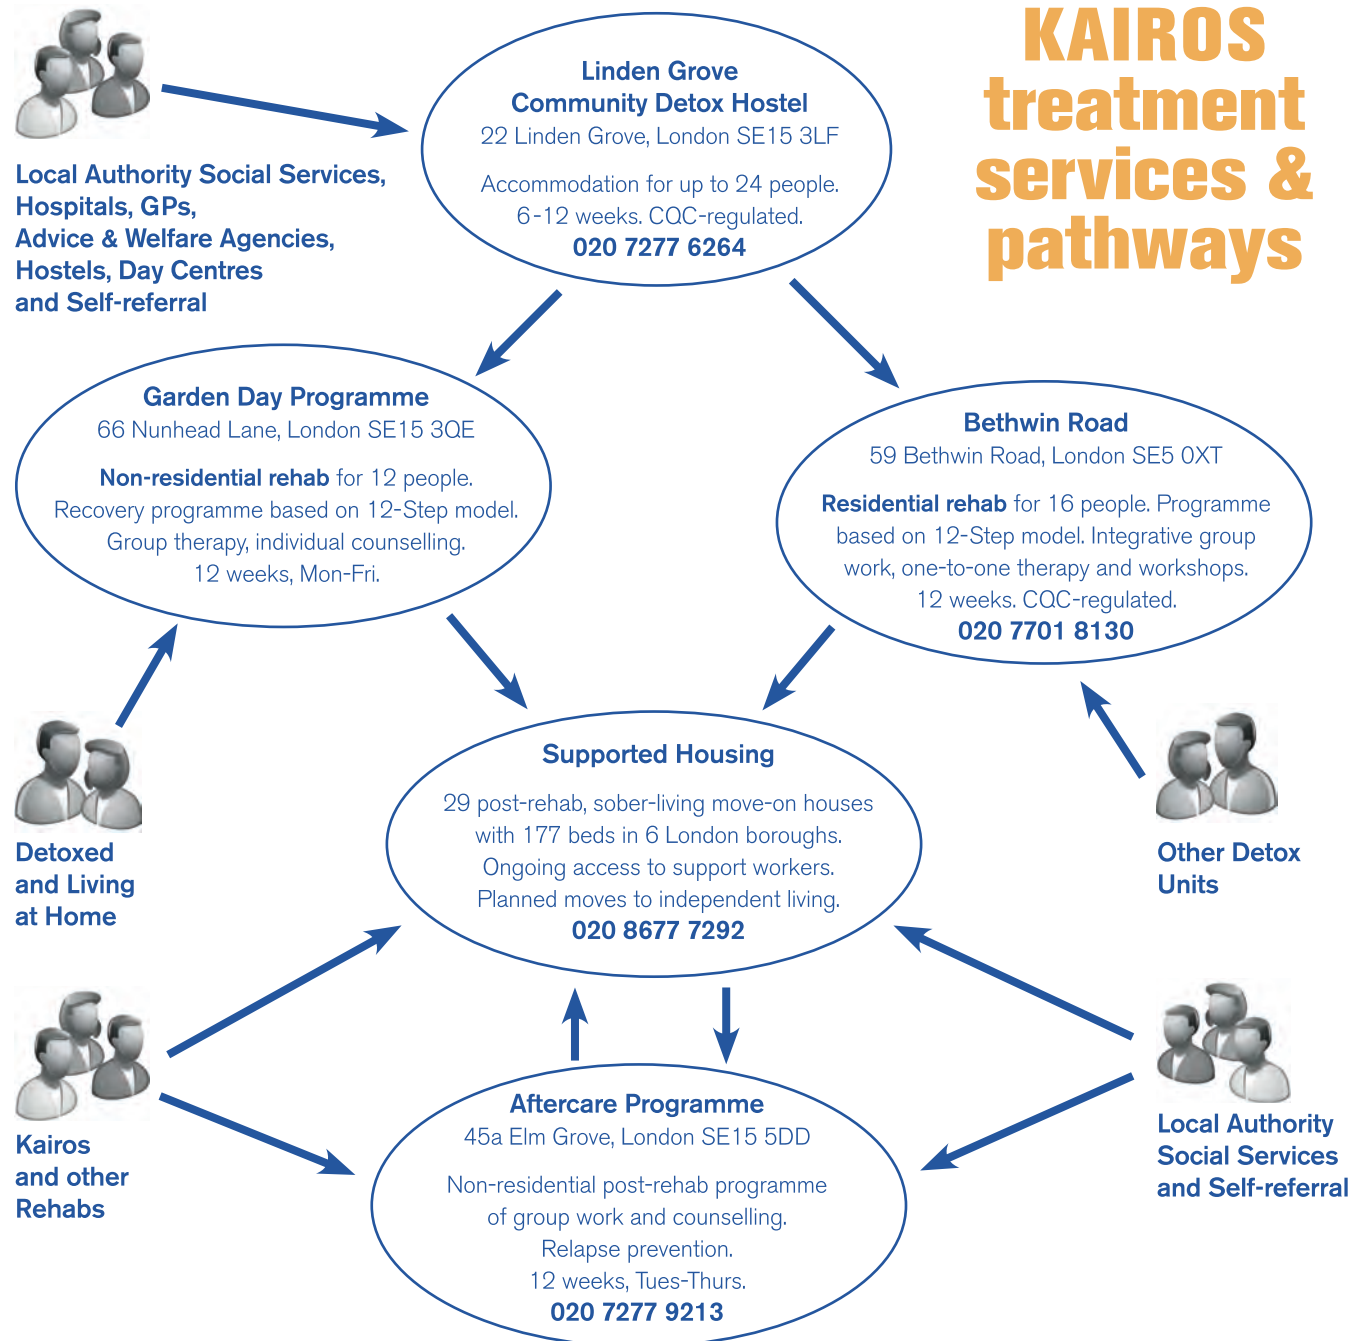 KAIROS
treatment
services &
pathways
Linden Grove
Community Detox Hostel
22 Linden Grove, London SE15 3LF
Accommodation for up to 24 people.
6-12 weeks. CQC-regulated.
020 7277 6264
Local Authority Social Services,
Hospitals, GPs,
Advice & Welfare Agencies,
Hostels, Day Centres
and Self-referral
Garden Day Programme
66 Nunhead Lane, London SE15 3QE
Non-residential rehab for 12 people.
Recovery programme based on 12-Step model.
Group therapy, individual counselling.
12 weeks, Mon-Fri.
Bethwin Road
59 Bethwin Road, London SE5 0XT
Residential rehab for 16 people. Programme
based on 12-Step model. Integrative group
work, one-to-one therapy and workshops.
12 weeks. CQC-regulated.
020 7701 8130
Detoxed
and Living
at Home
Supported Housing
29 post-rehab, sober-living move-on houses
with 177 beds in 6 London boroughs.
Ongoing access to support workers.
Planned moves to independent living.
020 8677 7292
Other Detox
Units
Kairos
and other
Rehabs
Aftercare Programme
45a Elm Grove, London SE15 5DD
Non-residential post-rehab programme
of group work and counselling.
Relapse prevention.
12 weeks, Tues-Thurs.
020 7277 9213
Local Authority
Social Services
and Self-referral